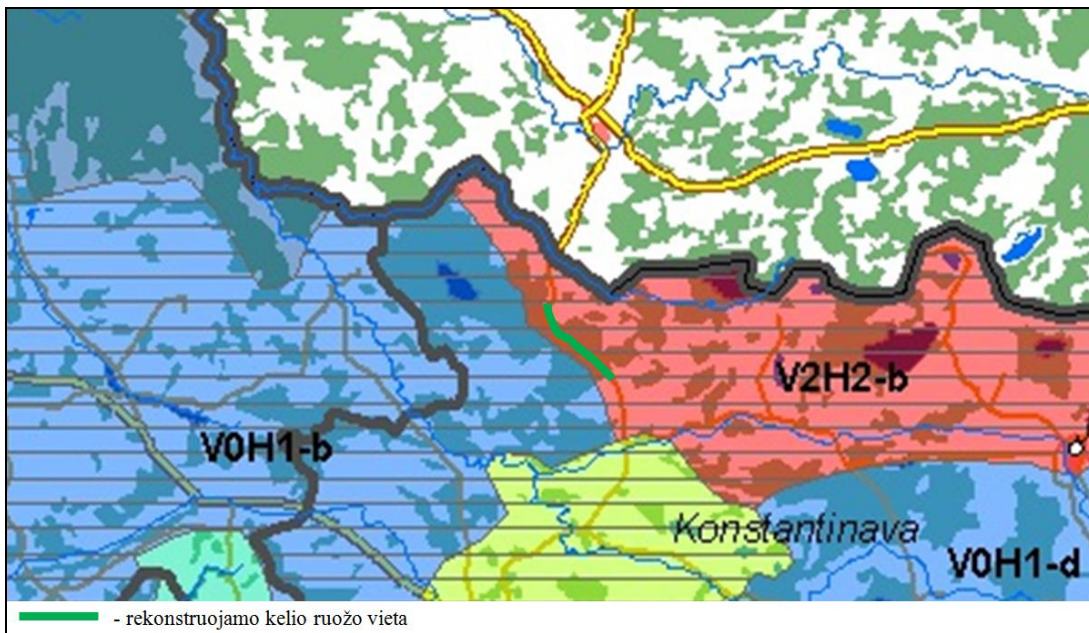 V2H2-b
V0H1-b
Konstantinava
V0H1-d
- rekonstruojamo kelio ruožo vieta